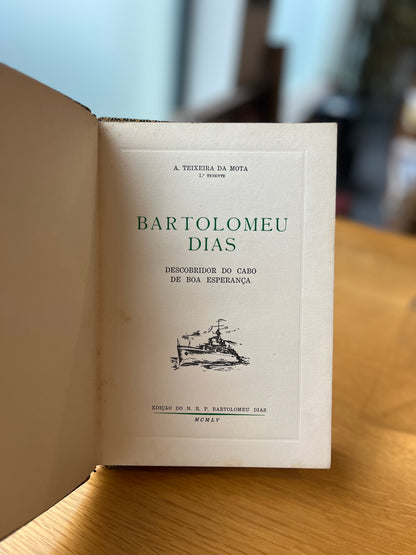 A. TEIXEIRA DA MOTA
1.º TENENTE
BARTOLOMEU
DIAS
DESCOBRIDOR DO CABO
DE BOA ESPERANÇA
EDIÇÃO DO N. R. P. BARTOLOMEU DIAS
MCMLV